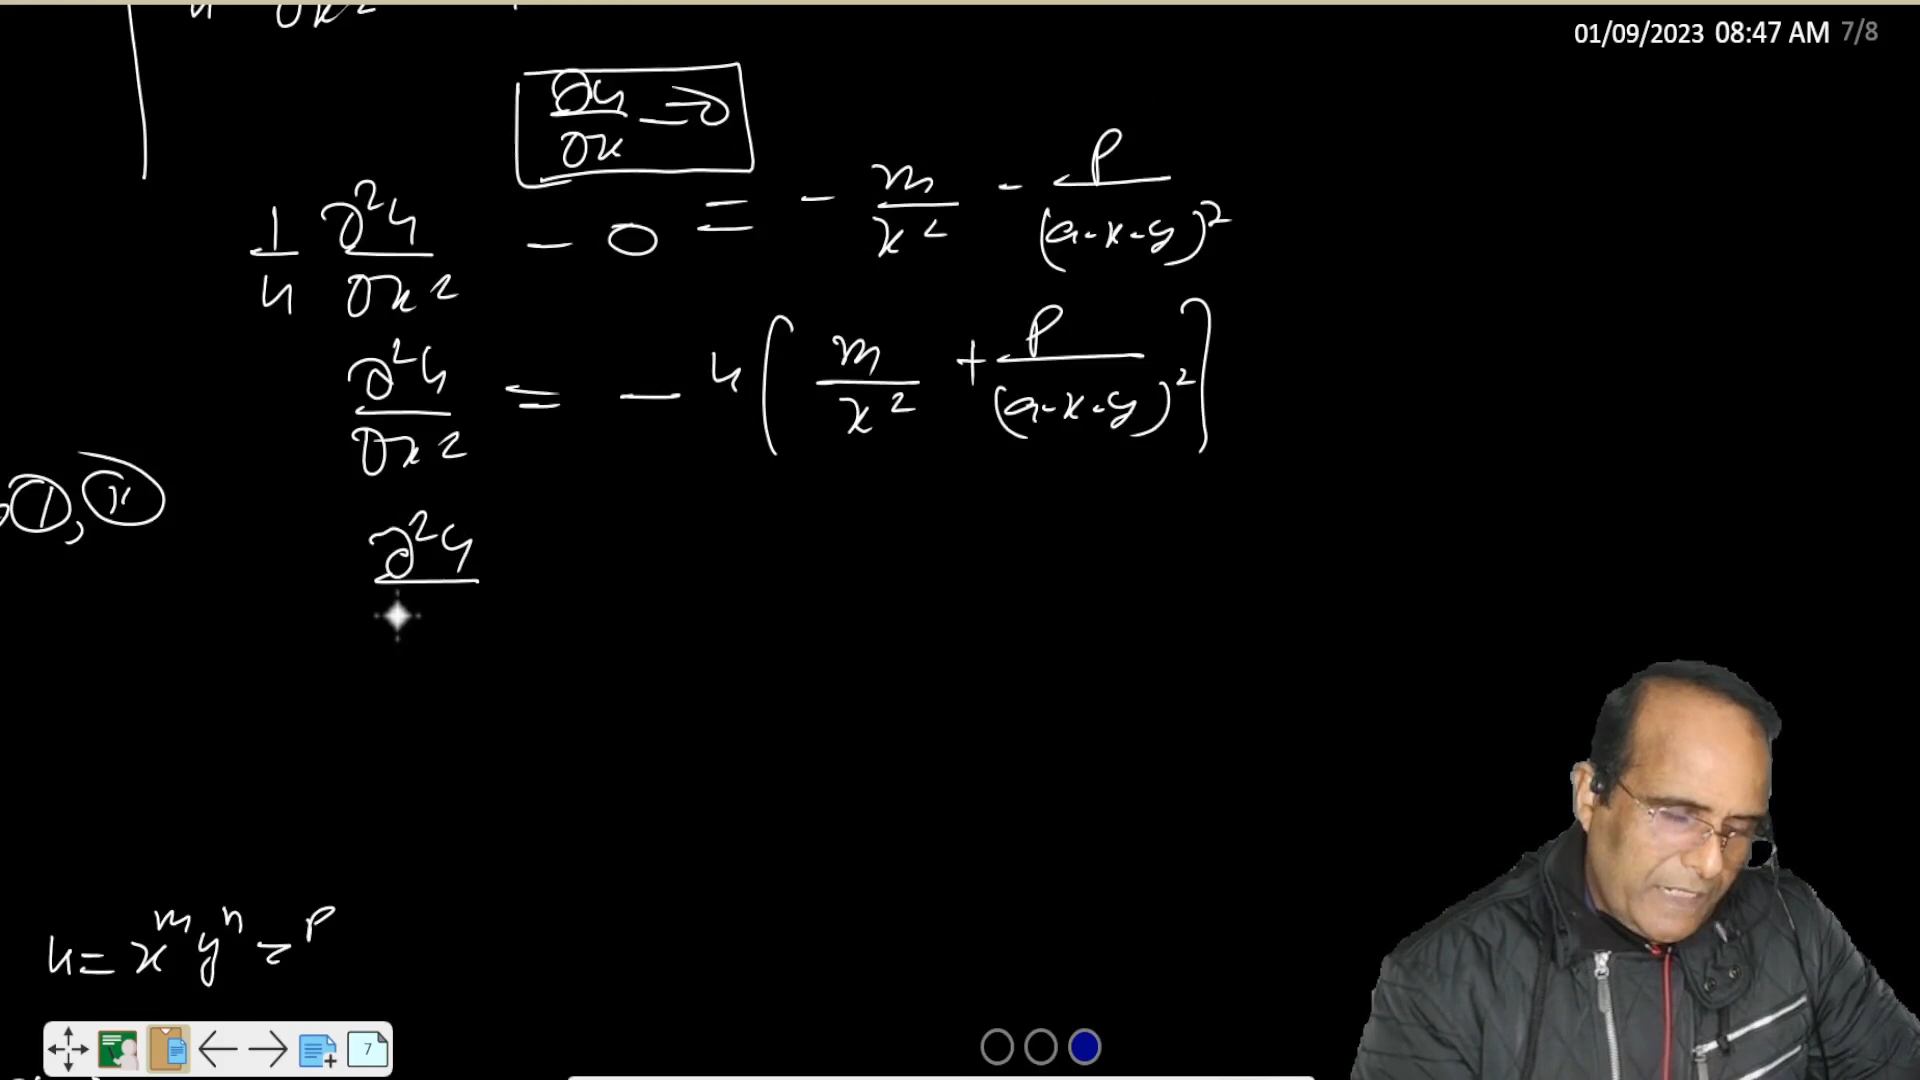 01/09/2023 08:47 AM 7/8
∂u/∂x = 0
1/u ∂²u/∂x² - 0 = - m/x² - p/(a-x-y)²
∂²u/∂x² = - u [ m/x² + p/(a-x-y)² ]
∂²u
u = x^m y^n z^p
7